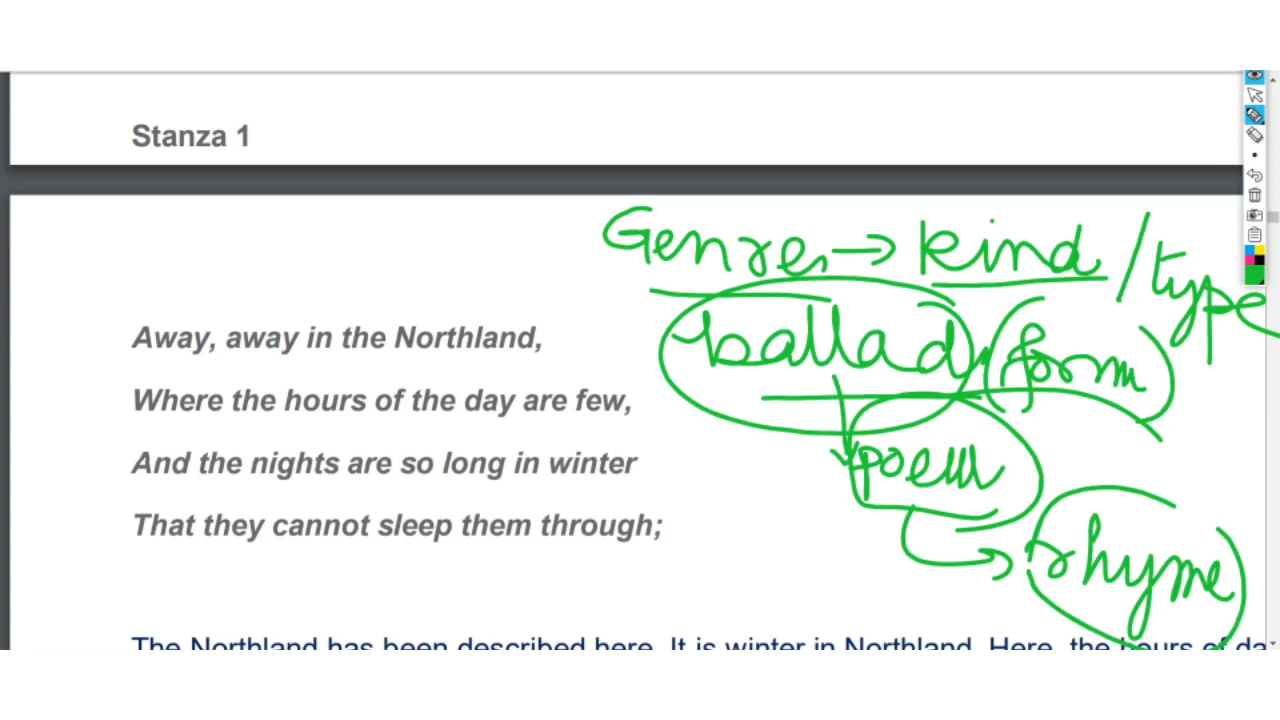 Stanza 1
Genre → kind / type
Away, away in the Northland,
ballad (form)
Where the hours of the day are few,
And the nights are so long in winter
poem
That they cannot sleep them through;
rhyme
The Northland has been described here. It is winter in Northland. Here, the hours of da